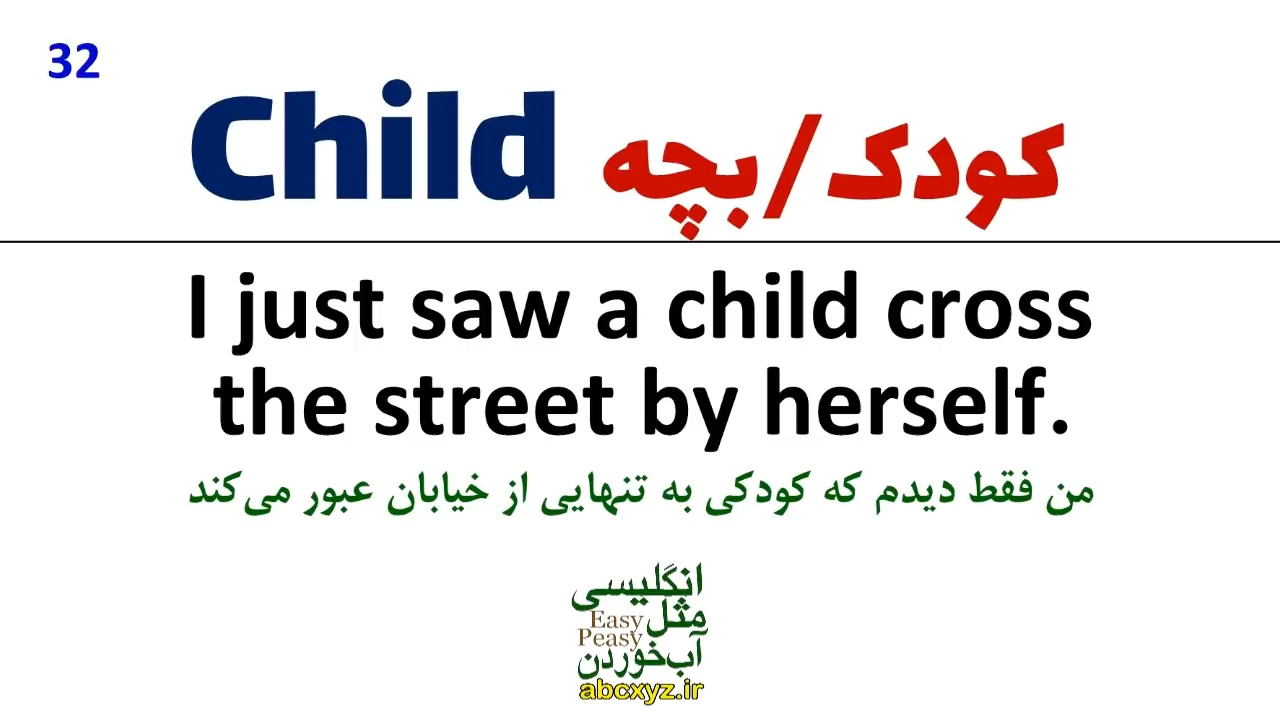 32
Child کودک/بچه
I just saw a child cross
the street by herself.
من فقط دیدم که کودکی به تنهایی از خیابان عبور می‌کند
انگلیسی
مثل Easy
Peasy
آب‌خوردن
abcxyz.ir